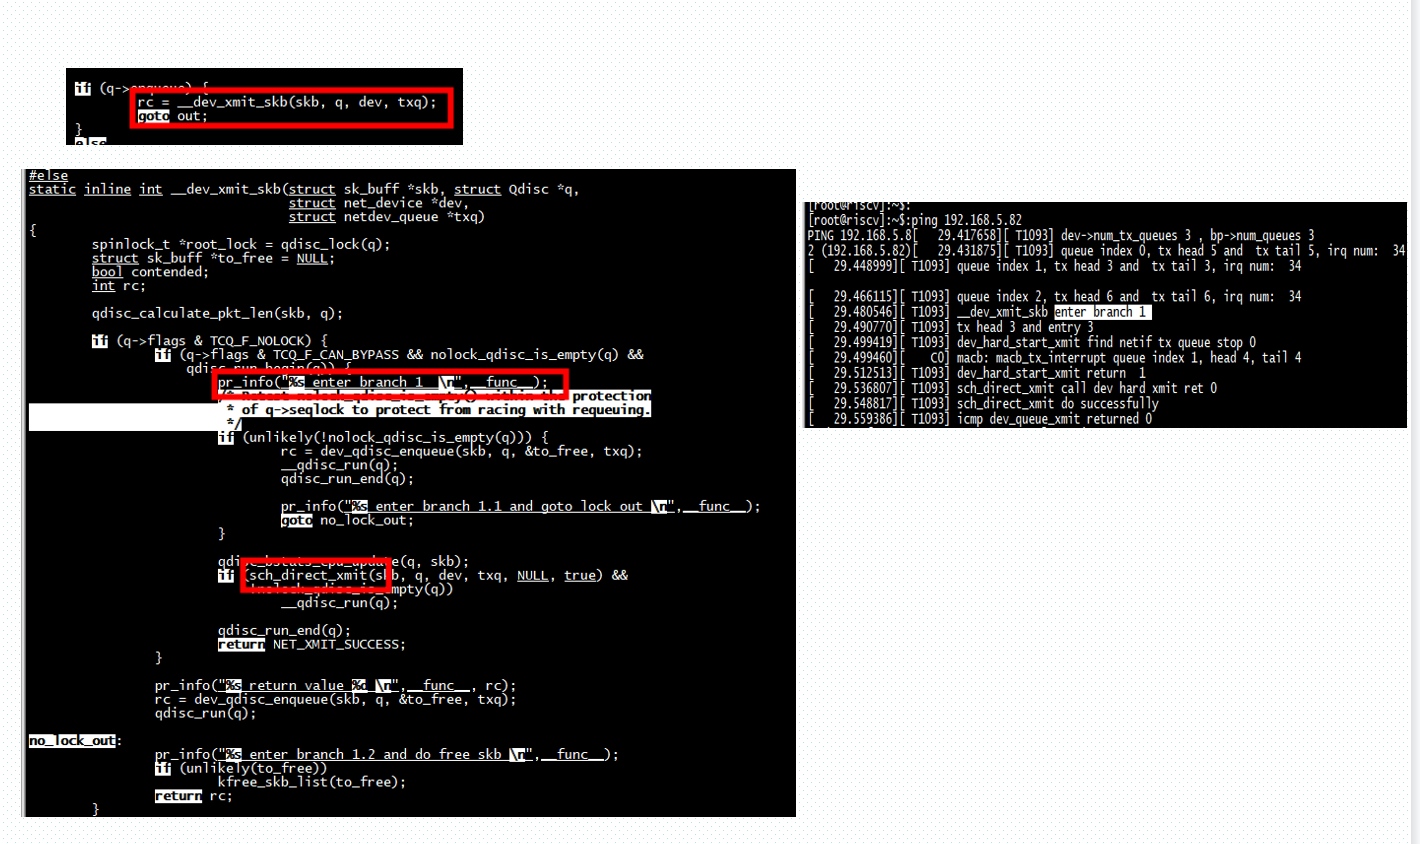 if (q->enqueue) {
rc = __dev_xmit_skb(skb, q, dev, txq);
goto out;
}
else
#else
static inline int __dev_xmit_skb(struct sk_buff *skb, struct Qdisc *q,
struct net_device *dev,
struct netdev_queue *txq)
{
spinlock_t *root_lock = qdisc_lock(q);
struct sk_buff *to_free = NULL;
bool contended;
int rc;
qdisc_calculate_pkt_len(skb, q);
if (q->flags & TCQ_F_NOLOCK) {
if (q->flags & TCQ_F_CAN_BYPASS && nolock_qdisc_is_empty(q) &&
qdisc_run_begin(q)) {
pr_info("%s enter branch 1 \n",__func__);
/* Retest nolock_qdisc_is_empty() within the protection
* of q->seqlock to protect from racing with requeuing.
*/
if (unlikely(!nolock_qdisc_is_empty(q))) {
rc = dev_qdisc_enqueue(skb, q, &to_free, txq);
__qdisc_run(q);
qdisc_run_end(q);
pr_info("%s enter branch 1.1 and goto lock out \n",__func__);
goto no_lock_out;
}
qdisc_bstats_cpu_update(q, skb);
if (sch_direct_xmit(skb, q, dev, txq, NULL, true) &&
!nolock_qdisc_is_empty(q))
__qdisc_run(q);
qdisc_run_end(q);
return NET_XMIT_SUCCESS;
}
pr_info("%s return value %d \n",__func__, rc);
rc = dev_qdisc_enqueue(skb, q, &to_free, txq);
qdisc_run(q);
no_lock_out:
pr_info("%s enter branch 1.2 and do free skb \n",__func__);
if (unlikely(to_free))
kfree_skb_list(to_free);
return rc;
}
[root@riscv]:~$:
[root@riscv]:~$:ping 192.168.5.82
PING 192.168.5.8[   29.417658][ T1093] dev->num_tx_queues 3 , bp->num_queues 3
2 (192.168.5.82)[   29.431875][ T1093] queue index 0, tx head 5 and  tx tail 5, irq num:  34
[   29.448999][ T1093] queue index 1, tx head 3 and  tx tail 3, irq num:  34
[   29.466115][ T1093] queue index 2, tx head 6 and  tx tail 6, irq num:  34
[   29.480546][ T1093] __dev_xmit_skb enter branch 1
[   29.490770][ T1093] tx head 3 and entry 3
[   29.499419][ T1093] dev_hard_start_xmit find netif tx queue stop 0
[   29.499460][    C0] macb: macb_tx_interrupt queue index 1, head 4, tail 4
[   29.512513][ T1093] dev_hard_start_xmit return  1
[   29.536807][ T1093] sch_direct_xmit call dev hard xmit ret 0
[   29.548817][ T1093] sch_direct_xmit do successfully
[   29.559386][ T1093] icmp dev_queue_xmit returned 0